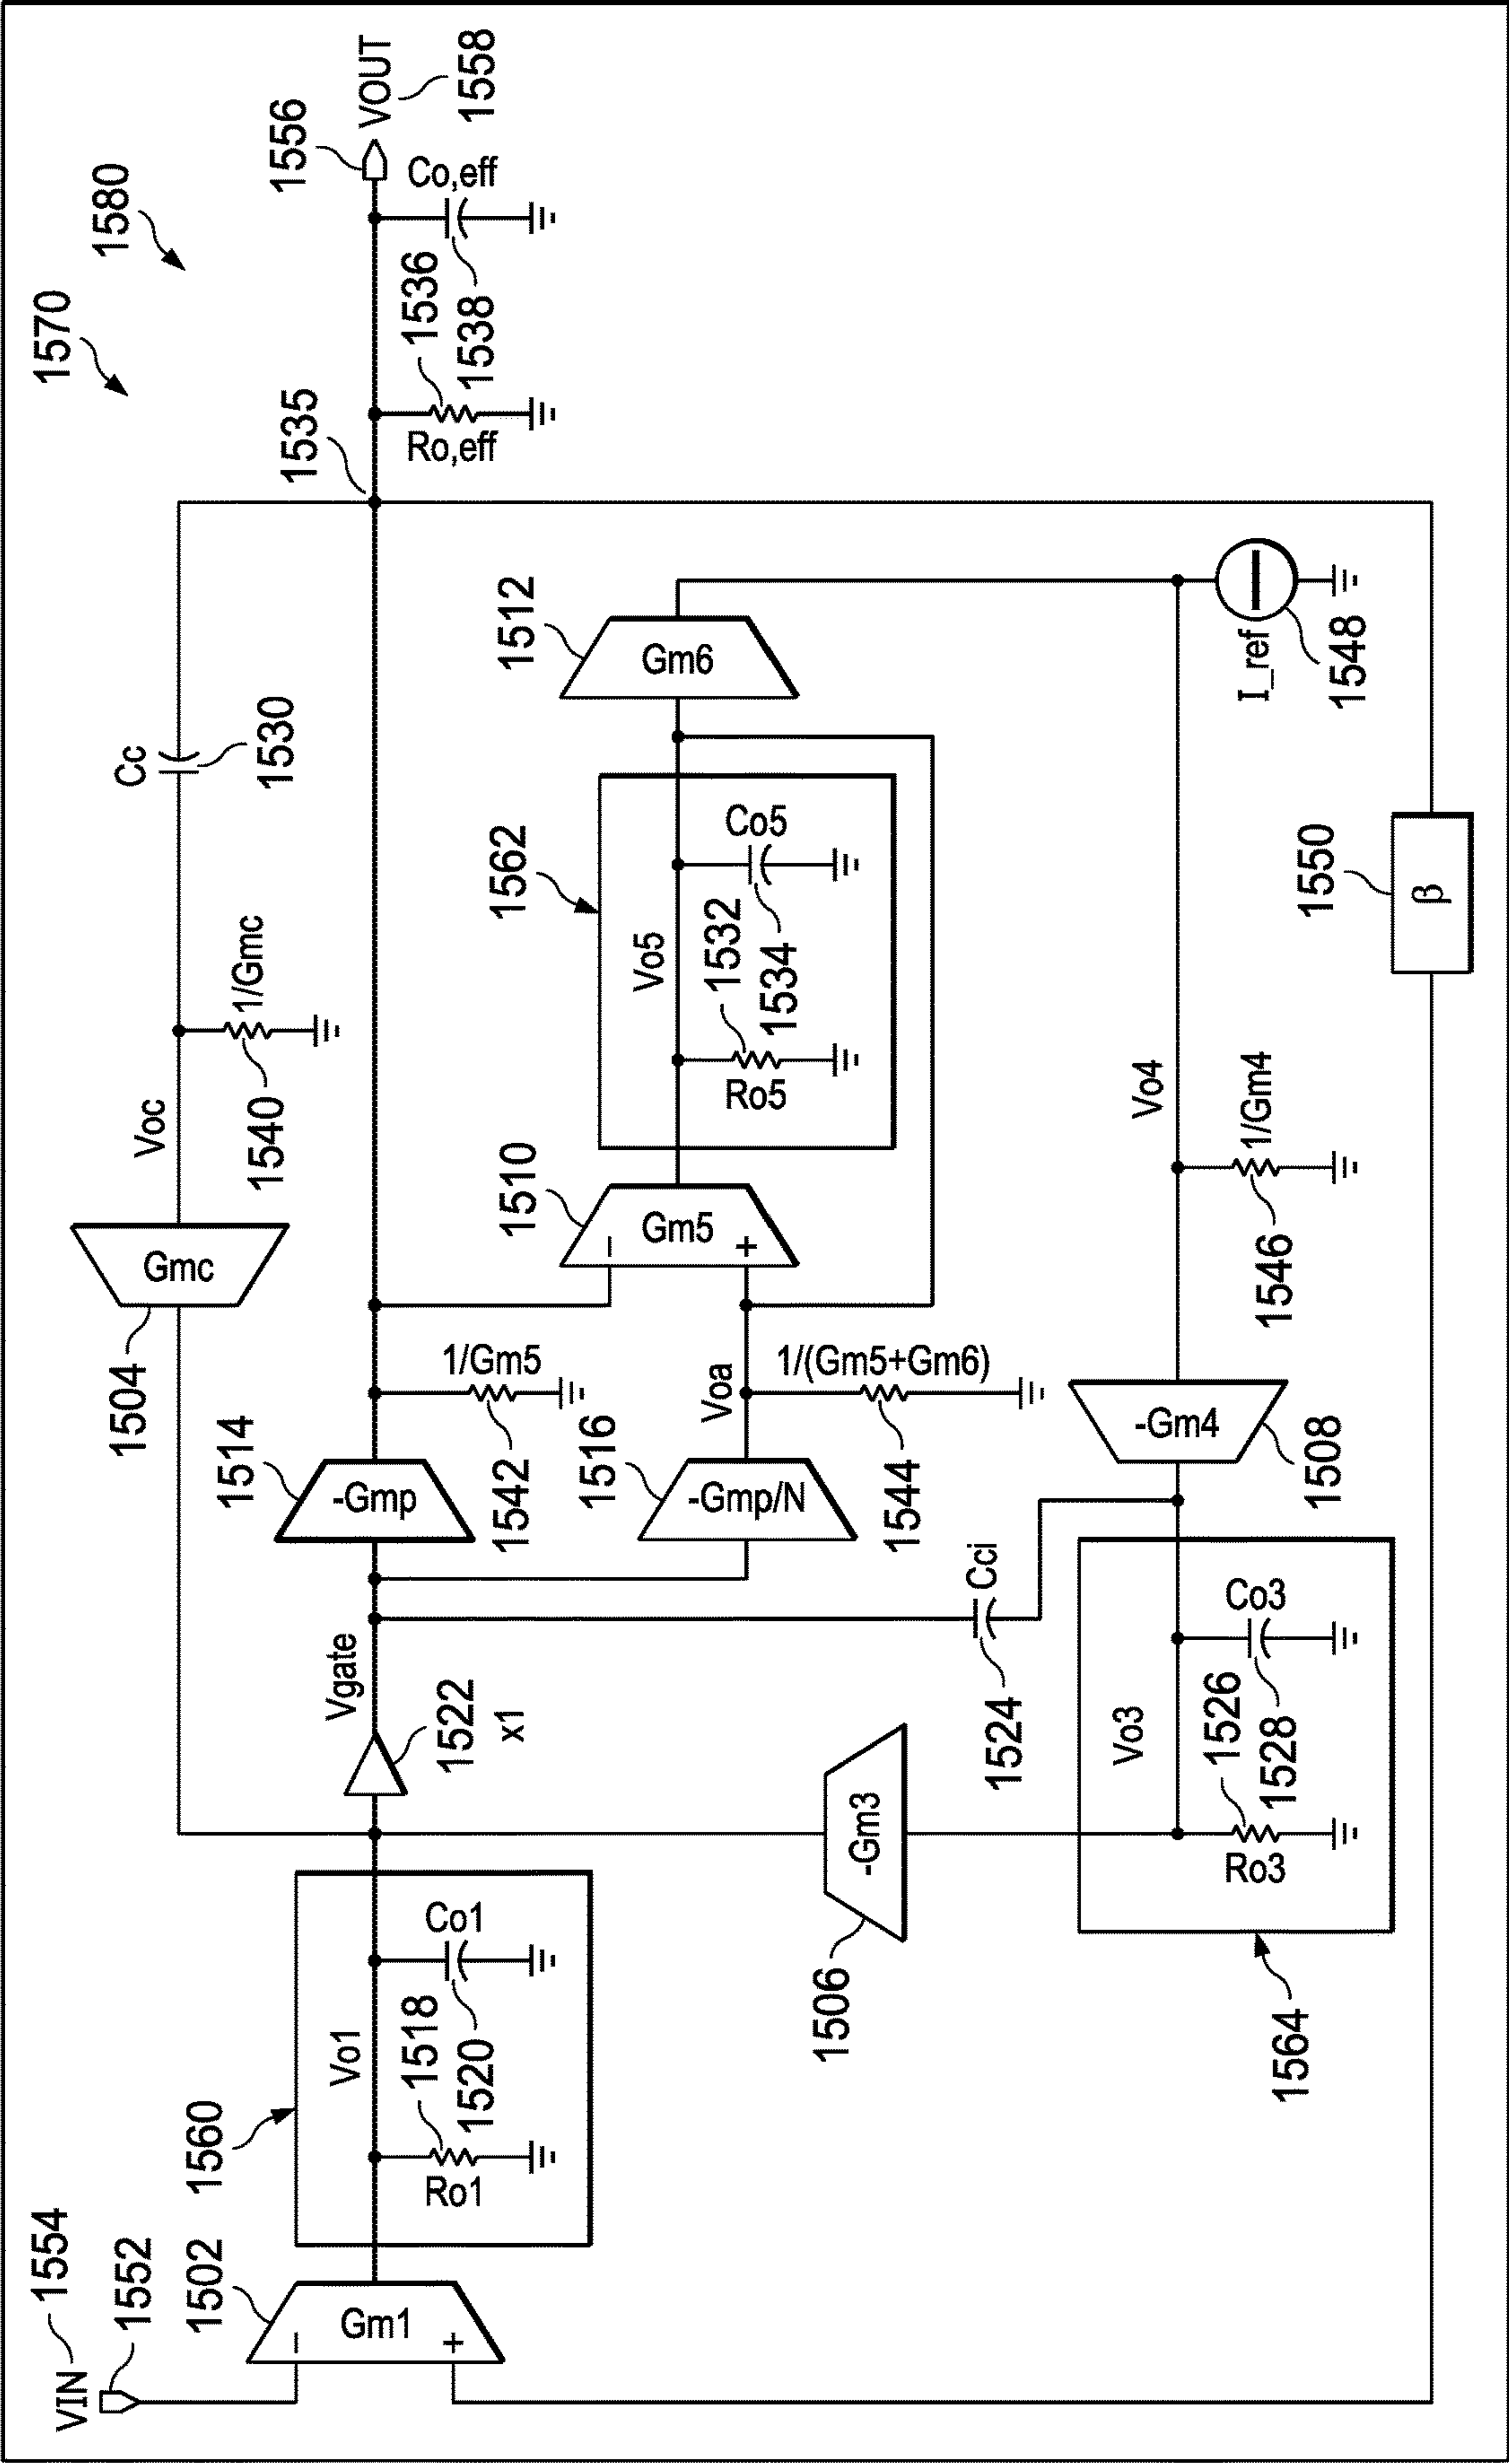 1570
1580
1504
Gmc
Voc
1540
1/Gmc
Cc
1530
1535
1556
VOUT
1558
Ro,eff
1536
1538
Co,eff
VIN
1554
1552
1502
Gm1
-
+
1560
Vo1
Ro1
1518
1520
Co1
1522
x1
Vgate
1514
-Gmp
1542
1/Gm5
1516
-Gmp/N
Voa
1544
1/(Gm5+Gm6)
1510
Gm5
-
+
1562
Vo5
Ro5
1532
1534
Co5
1512
Gm6
1506
-Gm3
1524
Cci
1564
Vo3
Ro3
1526
1528
Co3
1508
-Gm4
1546
1/Gm4
Vo4
I_ref
1548
1550
β